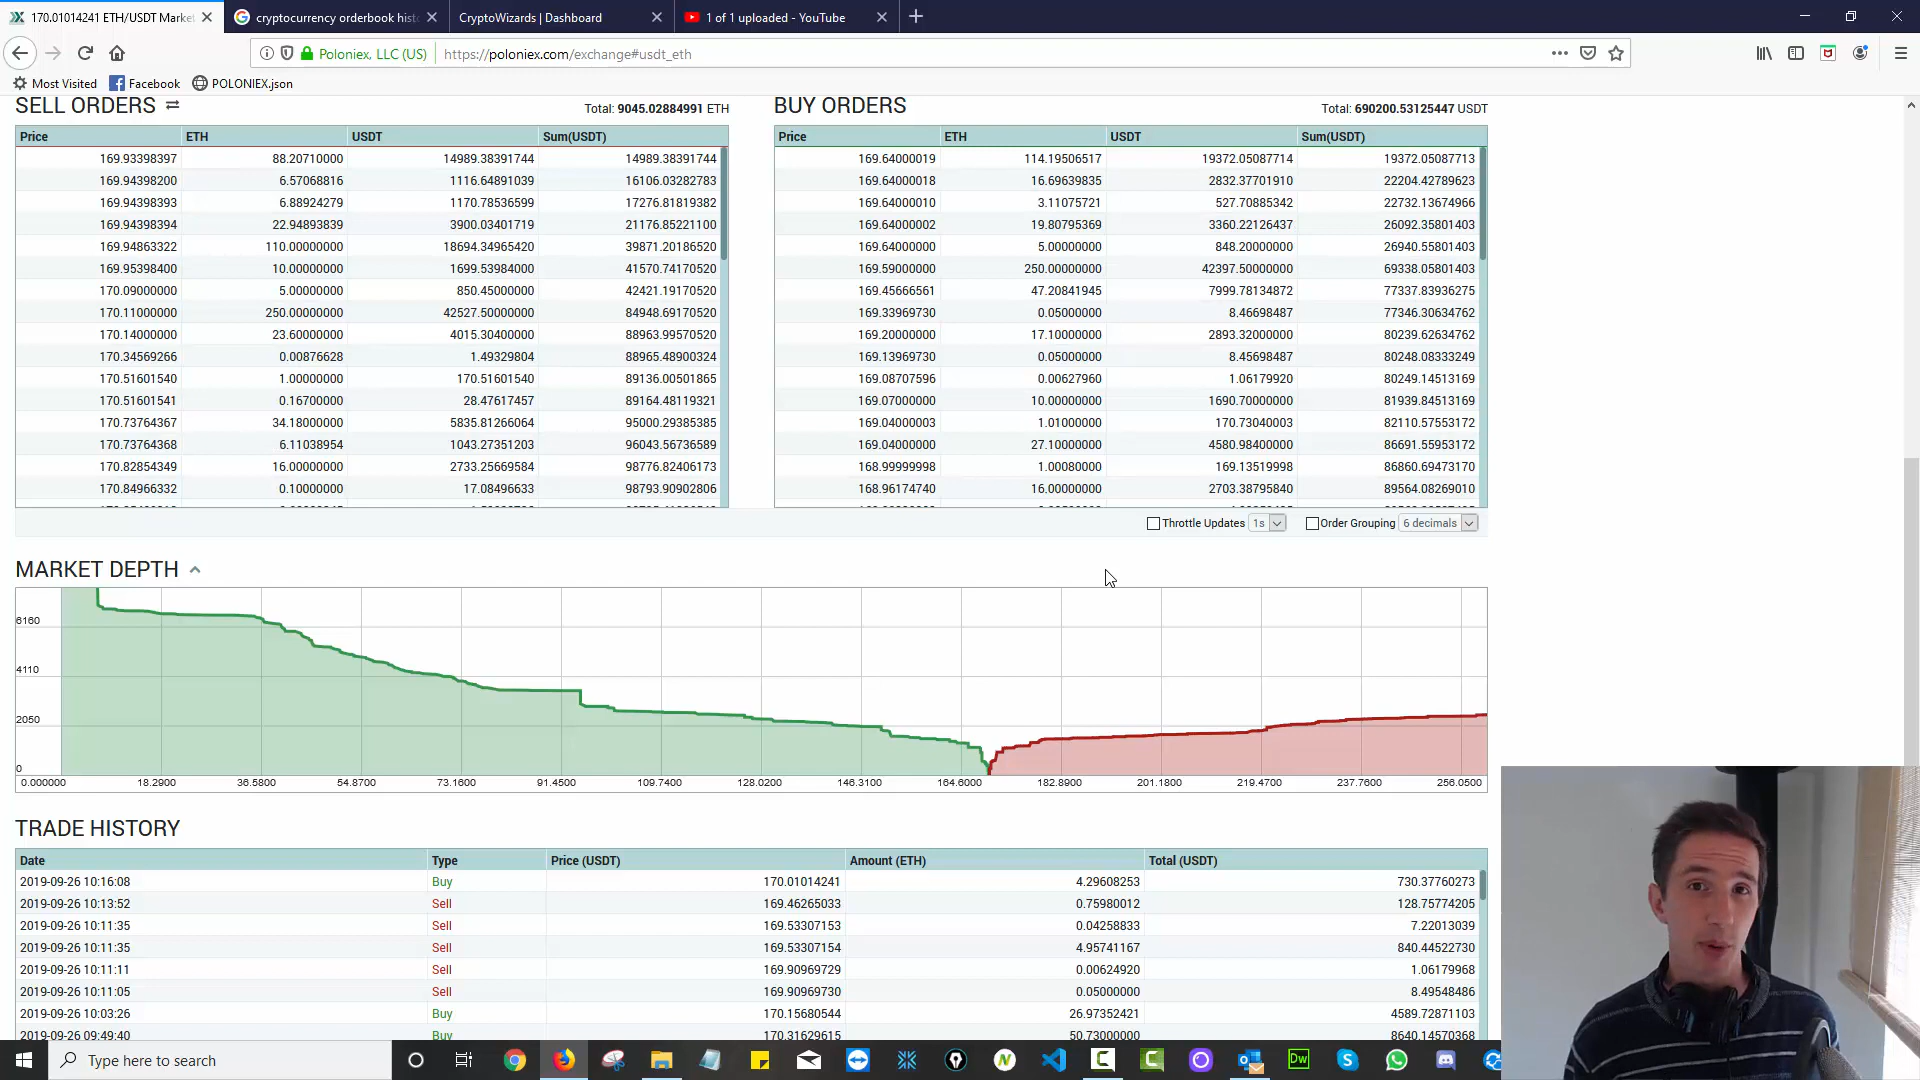 170.01014241 ETH/USDT Market
cryptocurrency orderbook hist
CryptoWizards | Dashboard
1 of 1 uploaded - YouTube
Poloniex, LLC (US)
https://poloniex.com/exchange#usdt_eth
Most Visited
Facebook
POLONIEX.json
SELL ORDERS
Total: 9045.02884991 ETH
Price ETH USDT Sum(USDT)
169.93398397 88.20710000 14989.38391744 14989.38391744
169.94398200 6.57068816 1116.64891039 16106.03282783
169.94398393 6.88924279 1170.78536599 17276.81819382
169.94398394 22.94893839 3900.03401719 21176.85221100
169.94863322 110.00000000 18694.34965420 39871.20186520
169.95398400 10.00000000 1699.53984000 41570.74170520
170.09000000 5.00000000 850.45000000 42421.19170520
170.11000000 250.00000000 42527.50000000 84948.69170520
170.14000000 23.60000000 4015.30400000 88963.99570520
170.34569266 0.00876628 1.49329804 88965.48900324
170.51601540 1.00000000 170.51601540 89136.00501865
170.51601541 0.16700000 28.47617457 89164.48119321
170.73764367 34.18000000 5835.81266064 95000.29385385
170.73764368 6.11038954 1043.27351203 96043.56736589
170.82854349 16.00000000 2733.25669584 98776.82406173
170.84966332 0.10000000 17.08496633 98793.90902806
BUY ORDERS
Total: 690200.53125447 USDT
Price ETH USDT Sum(USDT)
169.64000019 114.19506517 19372.05087714 19372.05087713
169.64000018 16.69639835 2832.37701910 22204.42789623
169.64000010 3.11075721 527.70885342 22732.13674966
169.64000002 19.80795369 3360.22126437 26092.35801403
169.64000000 5.00000000 848.20000000 26940.55801403
169.59000000 250.00000000 42397.50000000 69338.05801403
169.45666561 47.20841945 7999.78134872 77337.83936275
169.33969730 0.05000000 8.46698487 77346.30634762
169.20000000 17.10000000 2893.32000000 80239.62634762
169.13969730 0.05000000 8.45698487 80248.08333249
169.08707596 0.00627960 1.06179920 80249.14513169
169.07000000 10.00000000 1690.70000000 81939.84513169
169.04000003 1.01000000 170.73040003 82110.57553172
169.04000000 27.10000000 4580.98400000 86691.55953172
168.99999998 1.00080000 169.13519998 86860.69473170
168.96174740 16.00000000 2703.38795840 89564.08269010
Throttle Updates 1s Order Grouping 6 decimals
MARKET DEPTH
6160
4110
2050
0
0.000000 18.2900 36.5800 54.8700 73.1600 91.4500 109.7400 128.0200 146.3100 164.6000 182.8900 201.1800 219.4700 237.7600 256.0500
TRADE HISTORY
Date Type Price (USDT) Amount (ETH) Total (USDT)
2019-09-26 10:16:08 Buy 170.01014241 4.29608253 730.37760273
2019-09-26 10:13:52 Sell 169.46265033 0.75980012 128.75774205
2019-09-26 10:11:35 Sell 169.53307153 0.04258833 7.22013039
2019-09-26 10:11:35 Sell 169.53307154 4.95741167 840.44522730
2019-09-26 10:11:11 Sell 169.90969729 0.00624920 1.06179968
2019-09-26 10:11:05 Sell 169.90969730 0.05000000 8.49548486
2019-09-26 10:03:26 Buy 170.15680544 26.97352421 4589.72871103
2019-09-26 09:49:40 Buy 170.31629615 50.73000000 8640.14570368
Type here to search
Dw